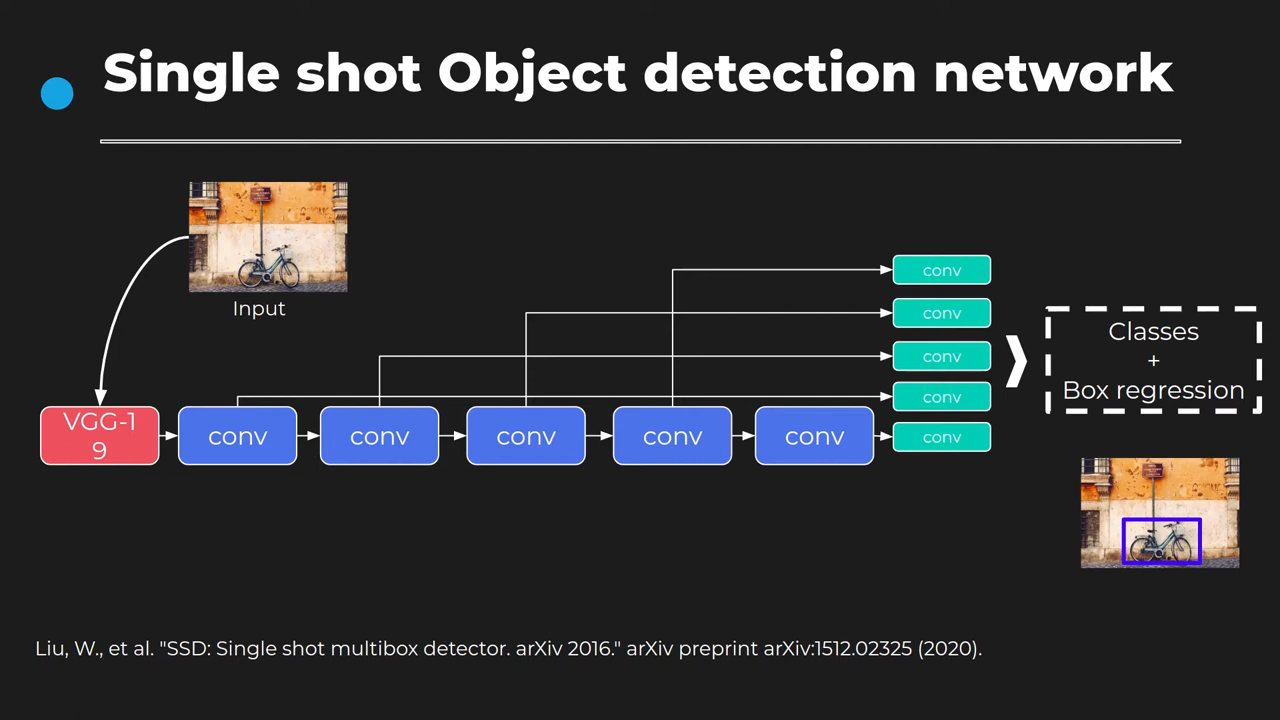 Single shot Object detection network
Input
VGG-1
9
conv
conv
conv
conv
conv
conv
conv
conv
conv
conv
Classes
+
Box regression
Liu, W., et al. "SSD: Single shot multibox detector. arXiv 2016." arXiv preprint arXiv:1512.02325 (2020).